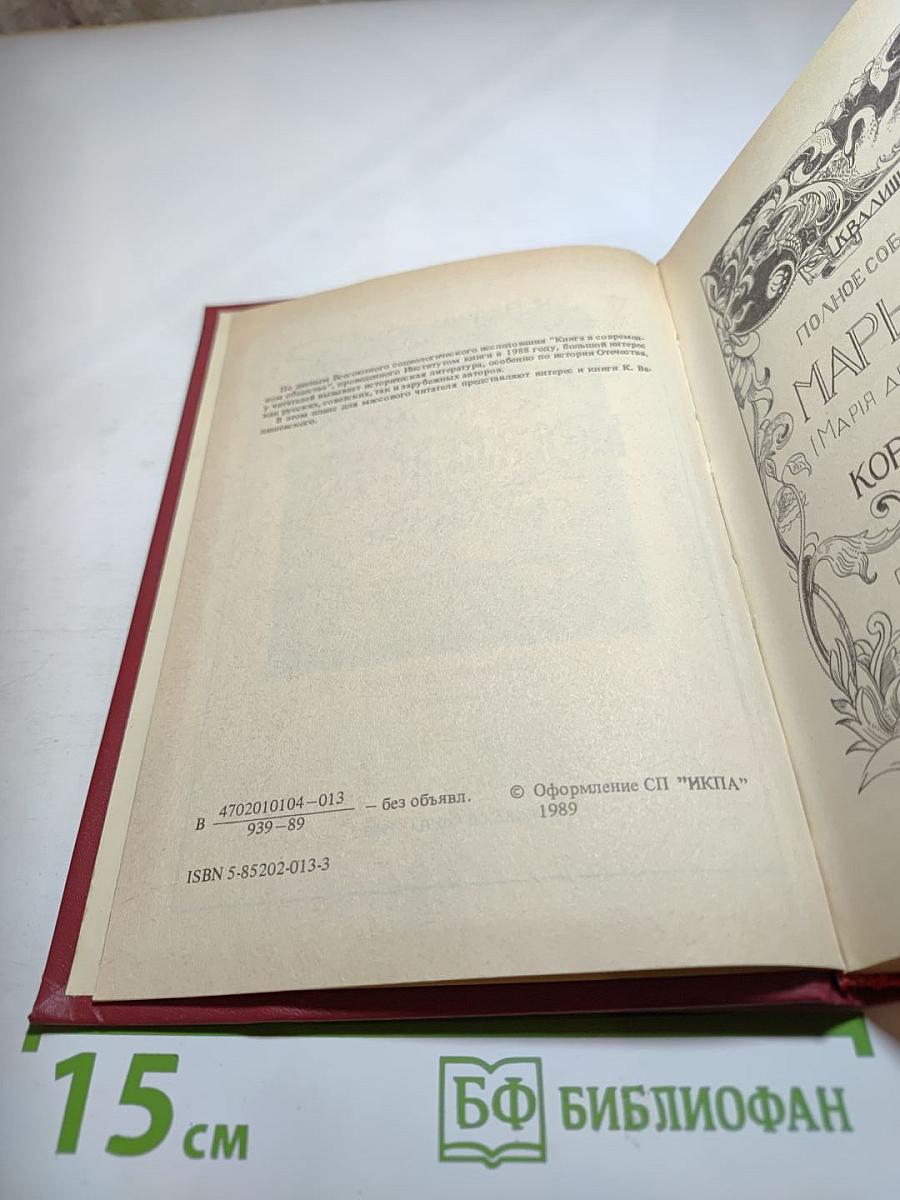 По данным Всесоюзного социологического исследования "Книга в современ-
ном обществе", проведенного Институтом книги в 1988 году, большой интерес
у читателей вызывает историческая литература, особенно по истории Отечества,
как русских, советских, так и зарубежных авторов.
В этом плане для массового читателя представляют интерес и книги К. Ва-
лишевского.
В 4702010104—013
939—89
— без объявл.
© Оформление СП "ИКПА"
1989
ISBN 5-85202-013-3
К. ВАЛИШ
ПОЛНОЕ СОБ
МАРЬ
(МАРІЯ Д
КОР
15 см
БФ БИБЛИОФАН